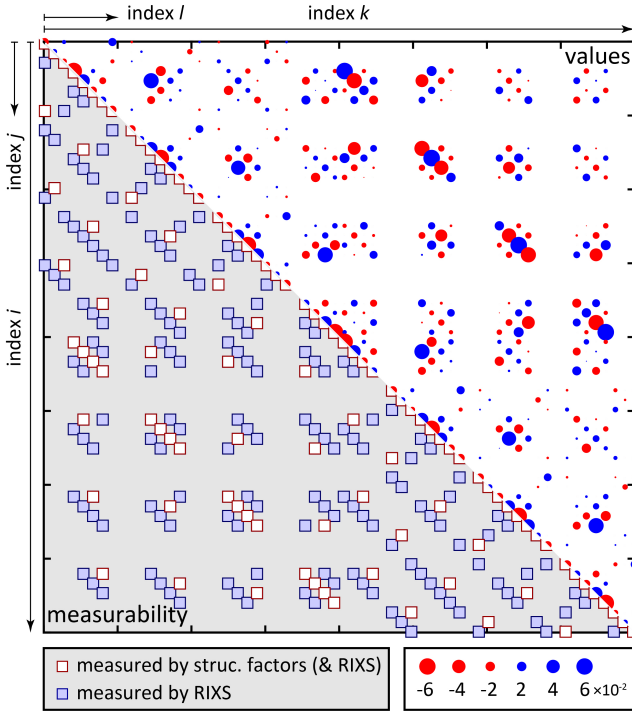 index l
index k
values
index j
index i
measurability
measured by struc. factors (& RIXS)
measured by RIXS
-6 -4 -2 2 4 6 ×10⁻²